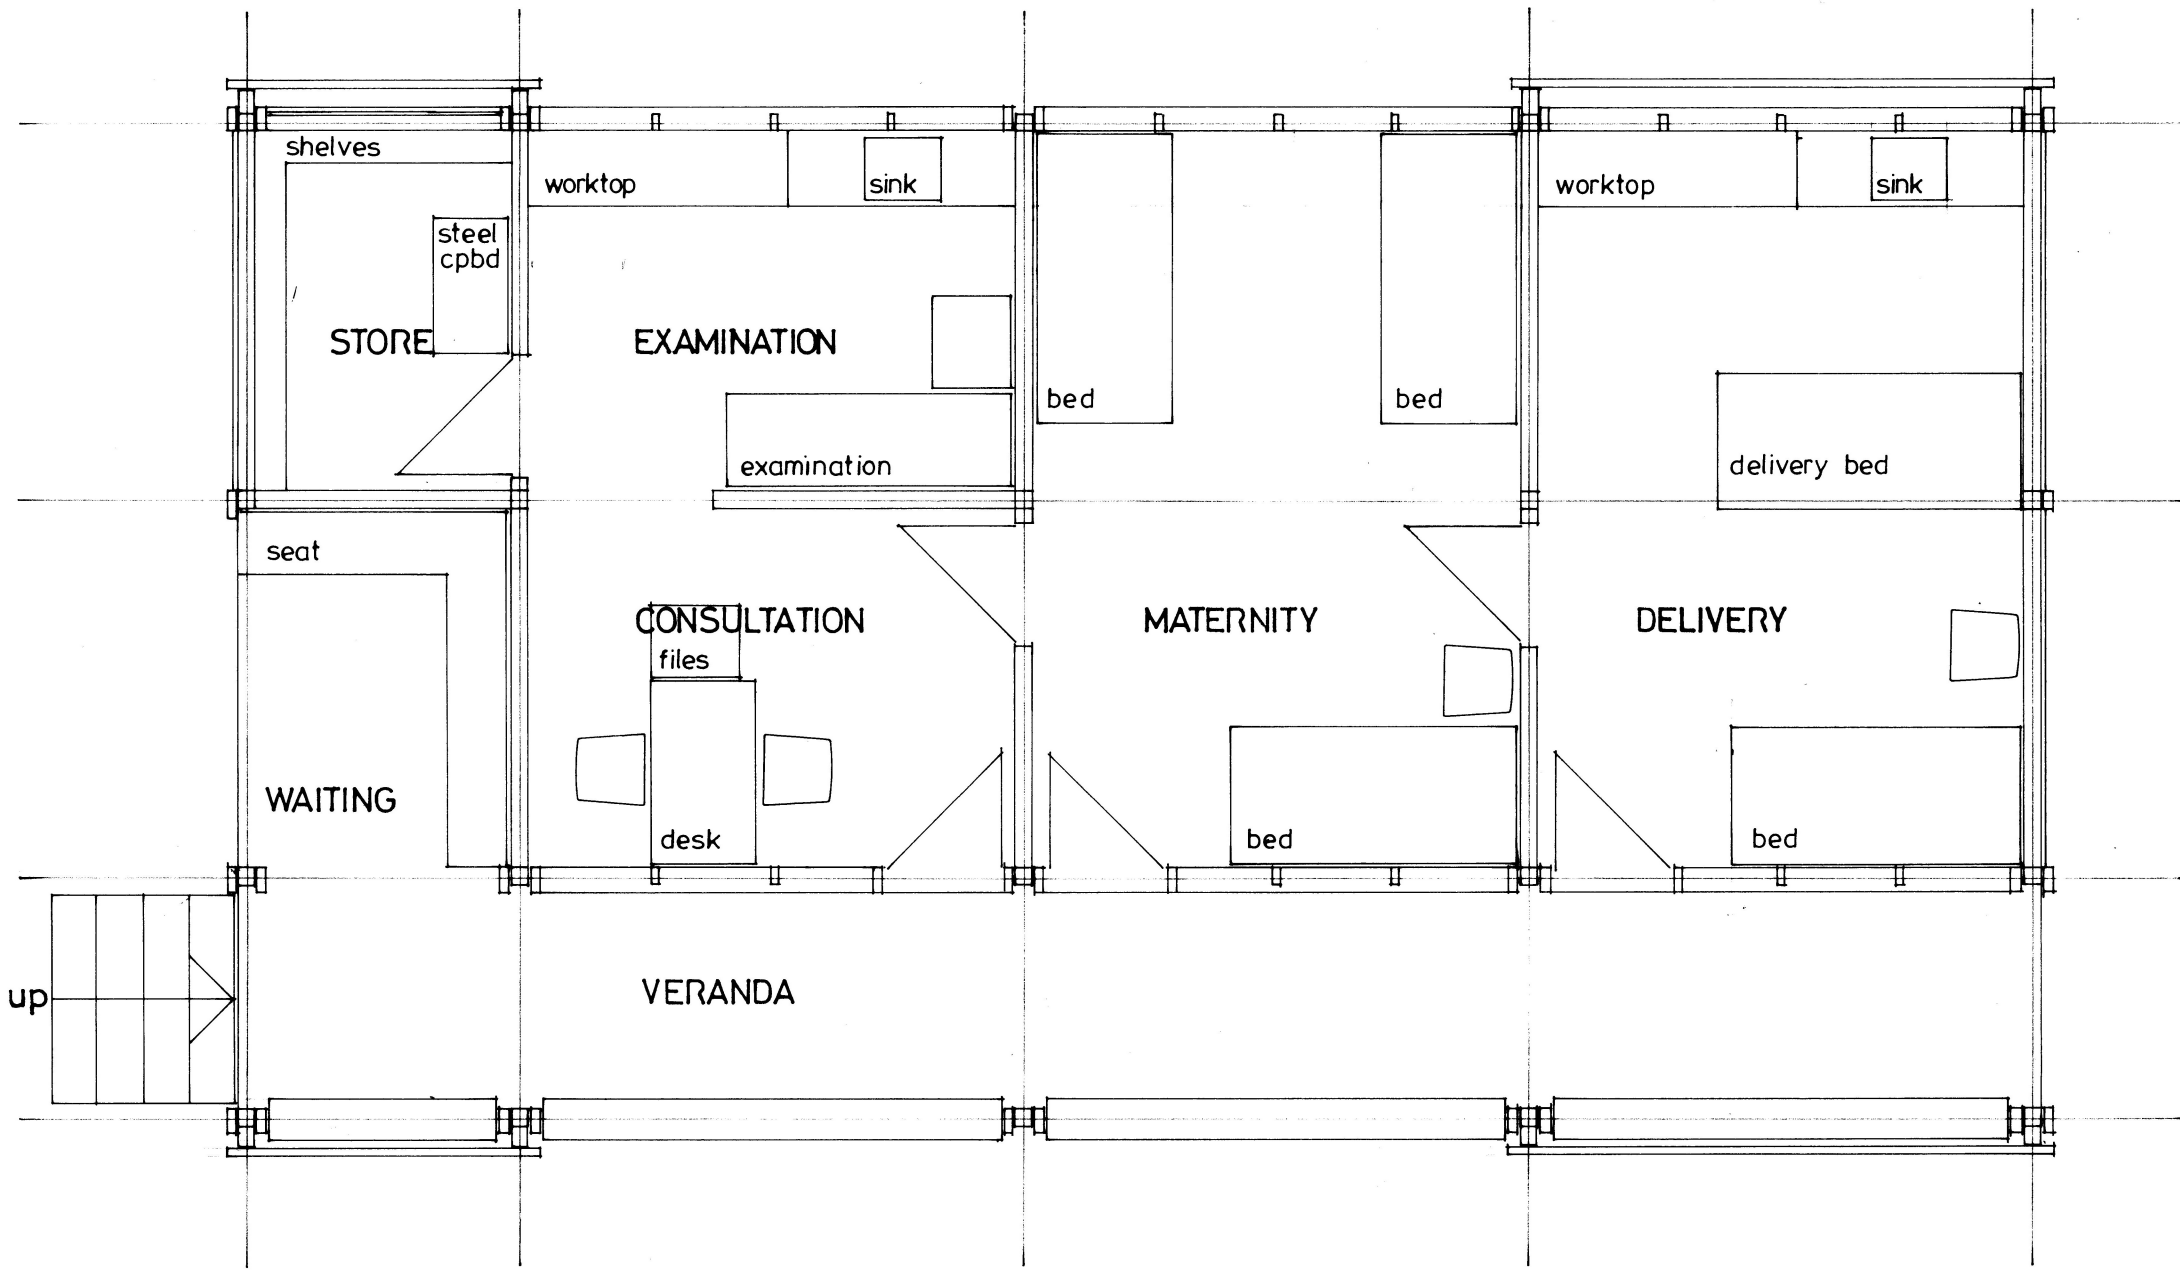 shelves
worktop
sink
worktop
sink
steel
cpbd
STORE
EXAMINATION
bed
bed
examination
delivery bed
seat
CONSULTATION
MATERNITY
DELIVERY
files
WAITING
desk
bed
bed
up
VERANDA